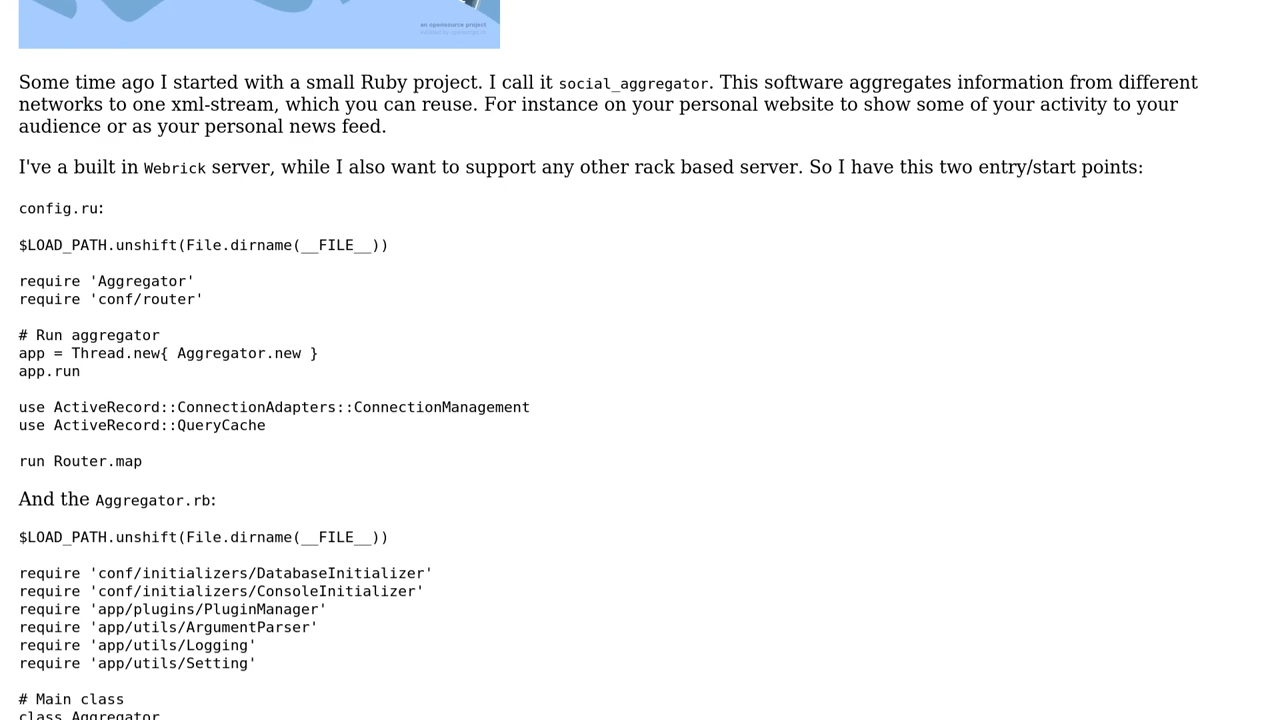 an opensource project
Some time ago I started with a small Ruby project. I call it social_aggregator. This software aggregates information from different
networks to one xml-stream, which you can reuse. For instance on your personal website to show some of your activity to your
audience or as your personal news feed.
I've a built in Webrick server, while I also want to support any other rack based server. So I have this two entry/start points:
config.ru:
$LOAD_PATH.unshift(File.dirname(__FILE__))
require 'Aggregator'
require 'conf/router'
# Run aggregator
app = Thread.new{ Aggregator.new }
app.run
use ActiveRecord::ConnectionAdapters::ConnectionManagement
use ActiveRecord::QueryCache
run Router.map
And the Aggregator.rb:
$LOAD_PATH.unshift(File.dirname(__FILE__))
require 'conf/initializers/DatabaseInitializer'
require 'conf/initializers/ConsoleInitializer'
require 'app/plugins/PluginManager'
require 'app/utils/ArgumentParser'
require 'app/utils/Logging'
require 'app/utils/Setting'
# Main class
class Aggregator